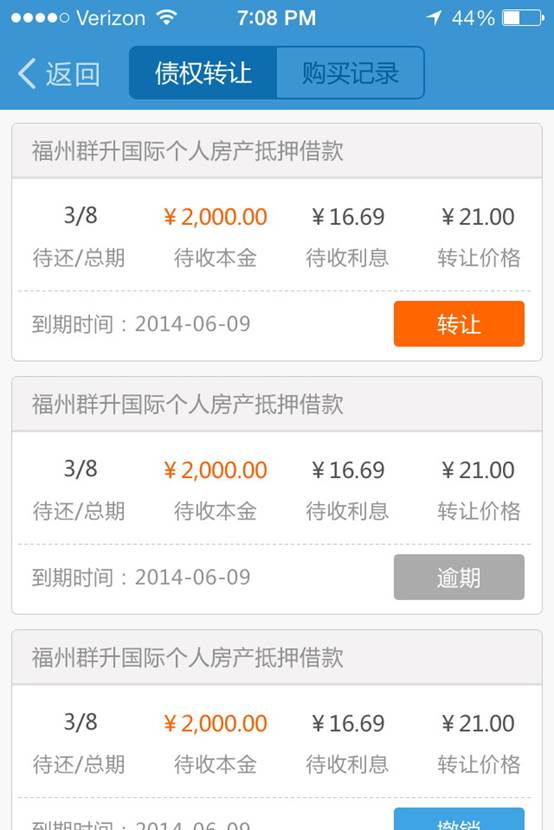 Verizon 7:08 PM 44%
返回 债权转让 购买记录
福州群升国际个人房产抵押借款
3/8 ￥2,000.00 ￥16.69 ￥21.00
待还/总期 待收本金 待收利息 转让价格
到期时间：2014-06-09 转让
福州群升国际个人房产抵押借款
3/8 ￥2,000.00 ￥16.69 ￥21.00
待还/总期 待收本金 待收利息 转让价格
到期时间：2014-06-09 逾期
福州群升国际个人房产抵押借款
3/8 ￥2,000.00 ￥16.69 ￥21.00
待还/总期 待收本金 待收利息 转让价格
到期时间：2014-06-09 撤销